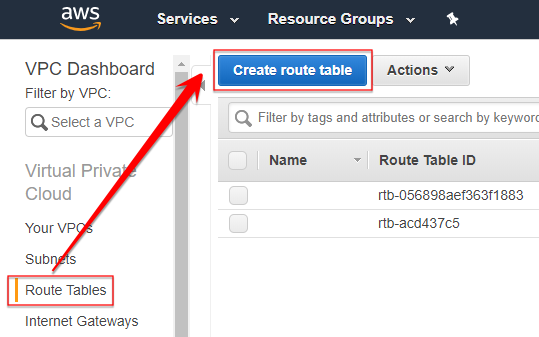 aws Services Resource Groups
VPC Dashboard
Filter by VPC:
Select a VPC
Virtual Private
Cloud
Your VPCs
Subnets
Route Tables
Internet Gateways
Create route table Actions
Filter by tags and attributes or search by keywo
Name Route Table ID
rtb-056898aef363f1883
rtb-acd437c5